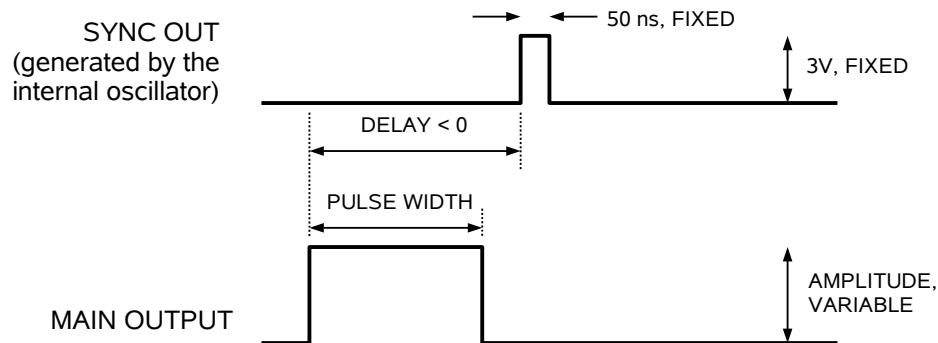 SYNC OUT
(generated by the
internal oscillator)
50 ns, FIXED
3V, FIXED
DELAY < 0
PULSE WIDTH
AMPLITUDE,
VARIABLE
MAIN OUTPUT